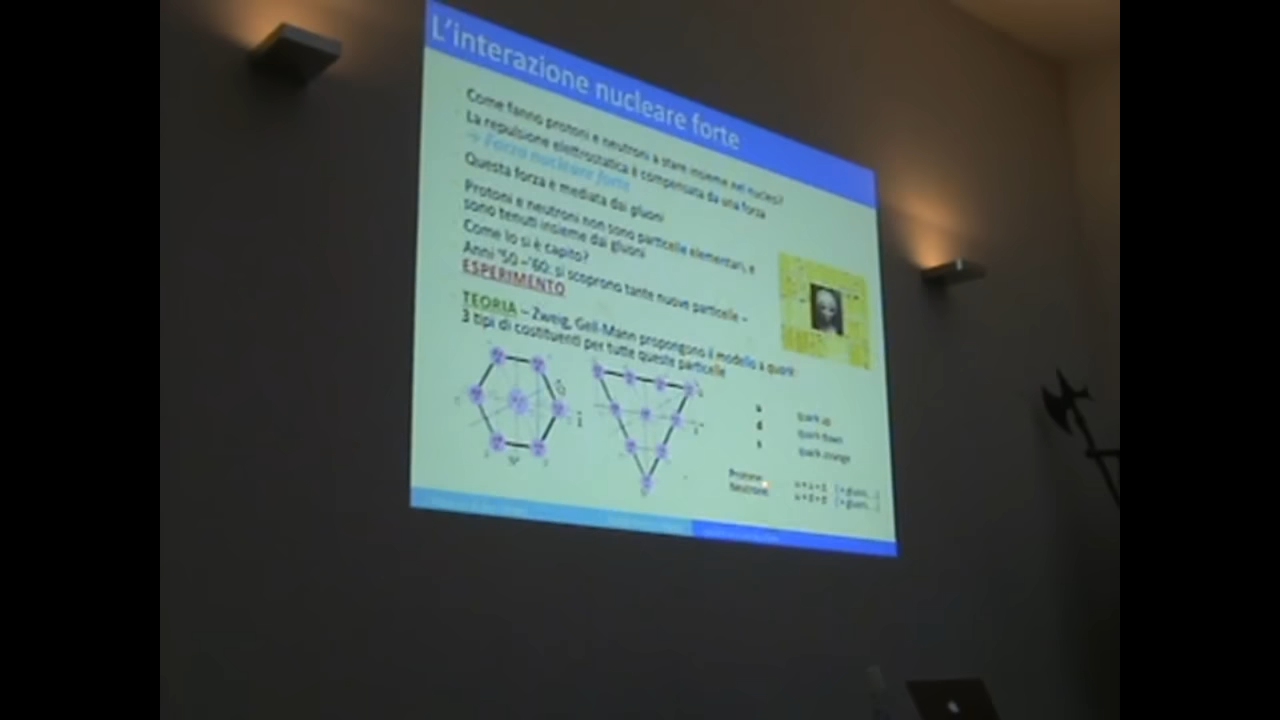 L'interazione nucleare forte
Come fanno protoni e neutroni a stare insieme nel nucleo?
La repulsione elettrostatica è compensata da una forza
→ Forza nucleare forte
Questa forza è mediata dai gluoni
Protoni e neutroni non sono particelle elementari, e
sono tenuti insieme dai gluoni
Come lo si è capito?
Anni '50 –'60: si scoprono tante nuove particelle –
ESPERIMENTO
TEORIA – Zweig, Gell-Mann propongono il modello a quark
3 tipi di costituenti per tutte queste particelle
u quark up
d quark down
s quark strange
Protone:
Neutrone: